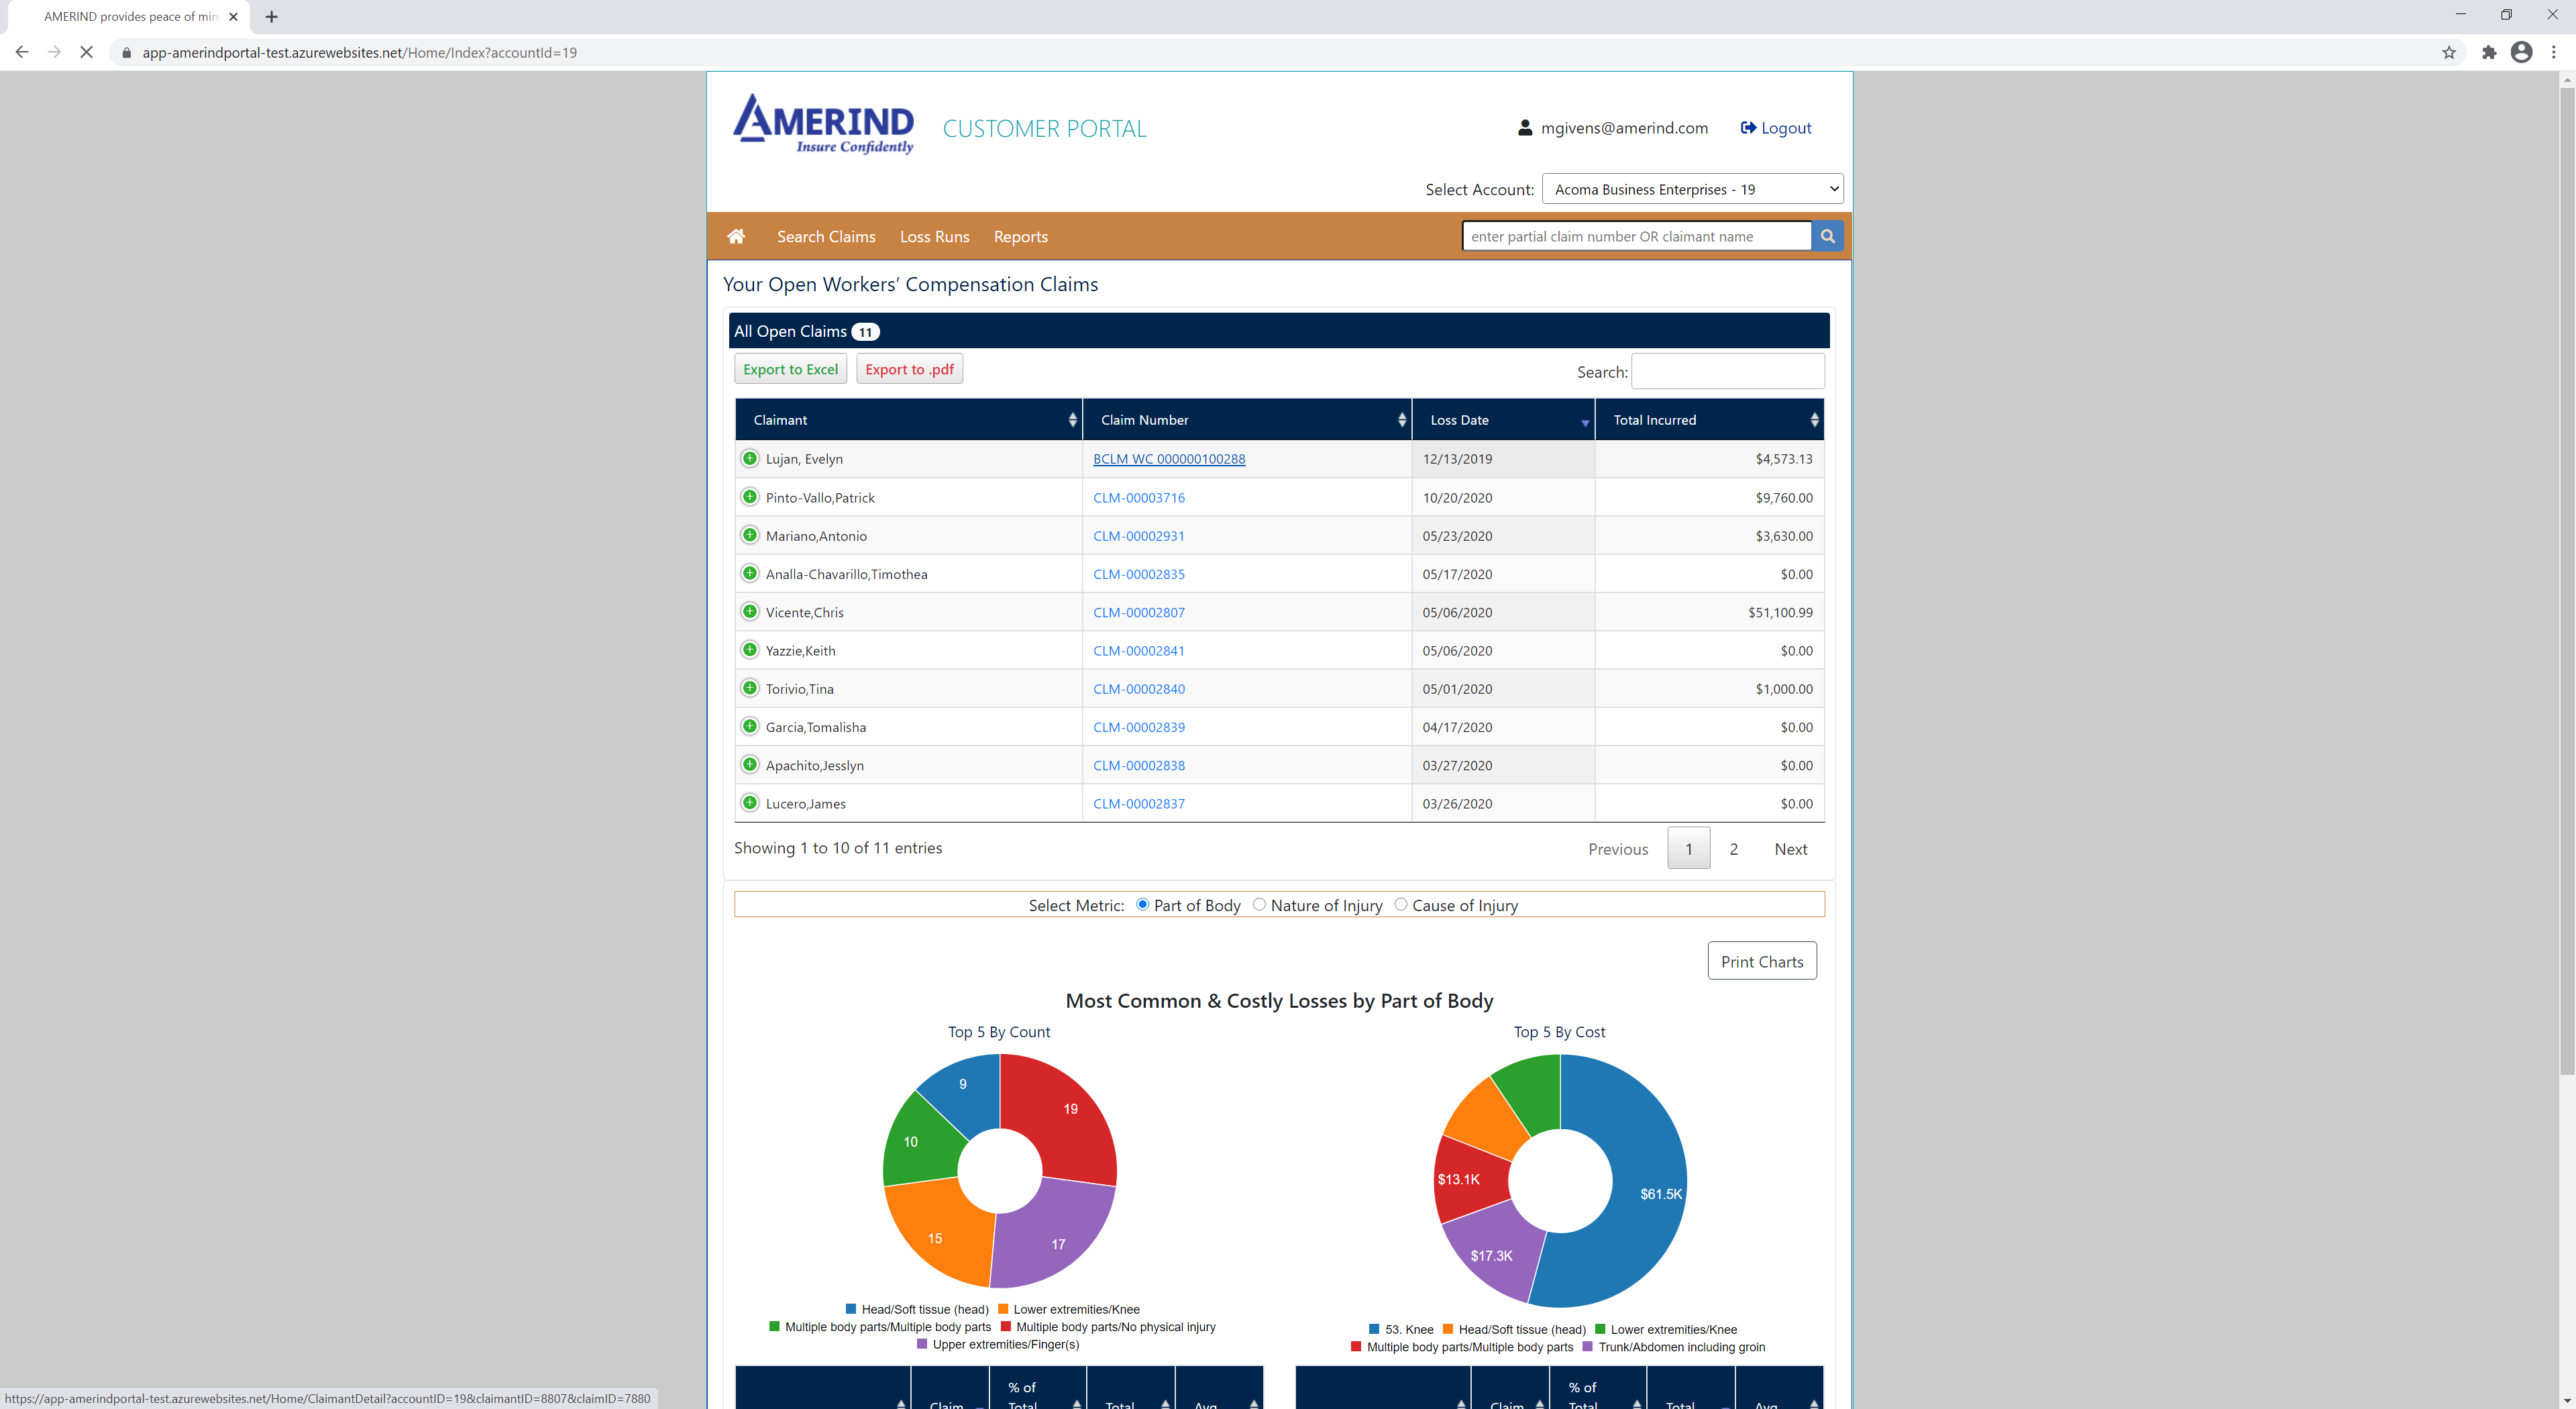 AMERIND provides peace of min
app-amerindportal-test.azurewebsites.net/Home/Index?accountId=19
AMERIND
Insure Confidently
CUSTOMER PORTAL
mgivens@amerind.com
Logout
Select Account: Acoma Business Enterprises - 19
Search Claims Loss Runs Reports enter partial claim number OR claimant name
Your Open Workers' Compensation Claims
All Open Claims 11
Export to Excel Export to .pdf Search:
Claimant Claim Number Loss Date Total Incurred
Lujan, Evelyn BCLM WC 000000100288 12/13/2019 $4,573.13
Pinto-Vallo,Patrick CLM-00003716 10/20/2020 $9,760.00
Mariano,Antonio CLM-00002931 05/23/2020 $3,630.00
Analla-Chavarillo,Timothea CLM-00002835 05/17/2020 $0.00
Vicente,Chris CLM-00002807 05/06/2020 $51,100.99
Yazzie,Keith CLM-00002841 05/06/2020 $0.00
Torivio,Tina CLM-00002840 05/01/2020 $1,000.00
Garcia,Tomalisha CLM-00002839 04/17/2020 $0.00
Apachito,Jesslyn CLM-00002838 03/27/2020 $0.00
Lucero,James CLM-00002837 03/26/2020 $0.00
Showing 1 to 10 of 11 entries Previous 1 2 Next
Select Metric: Part of Body Nature of Injury Cause of Injury
Print Charts
Most Common & Costly Losses by Part of Body
Top 5 By Count
9
19
10
15
17
Head/Soft tissue (head) Lower extremities/Knee
Multiple body parts/Multiple body parts Multiple body parts/No physical injury
Upper extremities/Finger(s)
Top 5 By Cost
$13.1K
$61.5K
$17.3K
53. Knee Head/Soft tissue (head) Lower extremities/Knee
Multiple body parts/Multiple body parts Trunk/Abdomen including groin
% of
Claim Total Total Avg
% of
Claim Total Total Avg
https://app-amerindportal-test.azurewebsites.net/Home/ClaimantDetail?accountID=19&claimantID=8807&claimID=7880